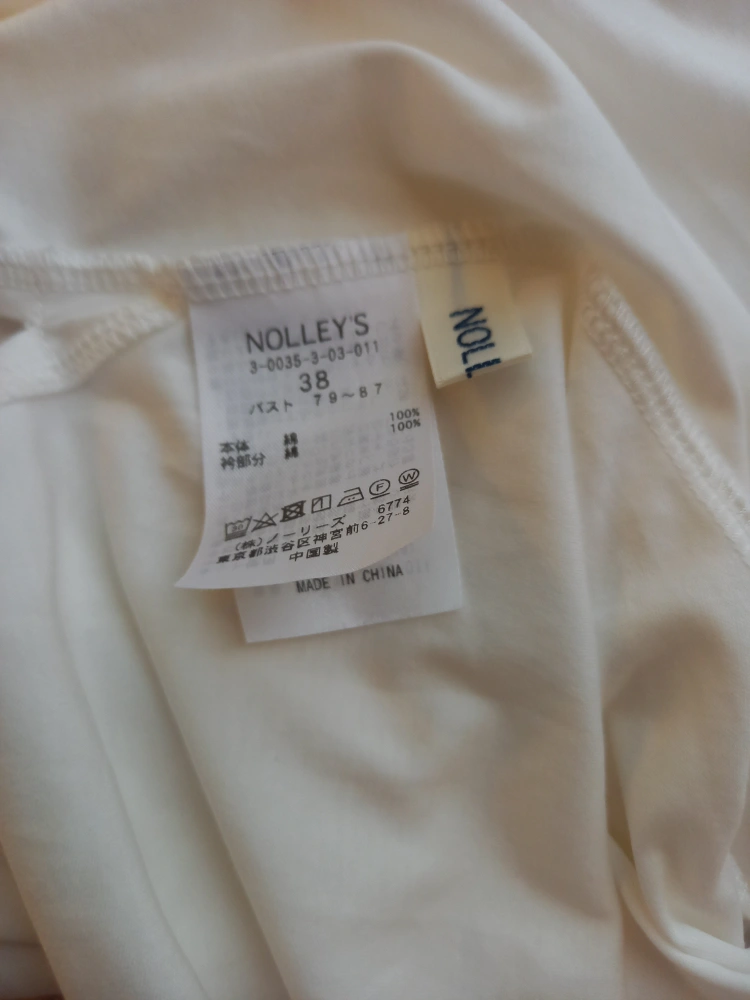 NOLLEY'S
3-0035-3-03-011
38
バスト 79~87
本体 綿 100%
衿部分 綿 100%
6774
(株)ノーリーズ
東京都渋谷区神宮前6-27-8
中国製
MADE IN CHINA
NOLL